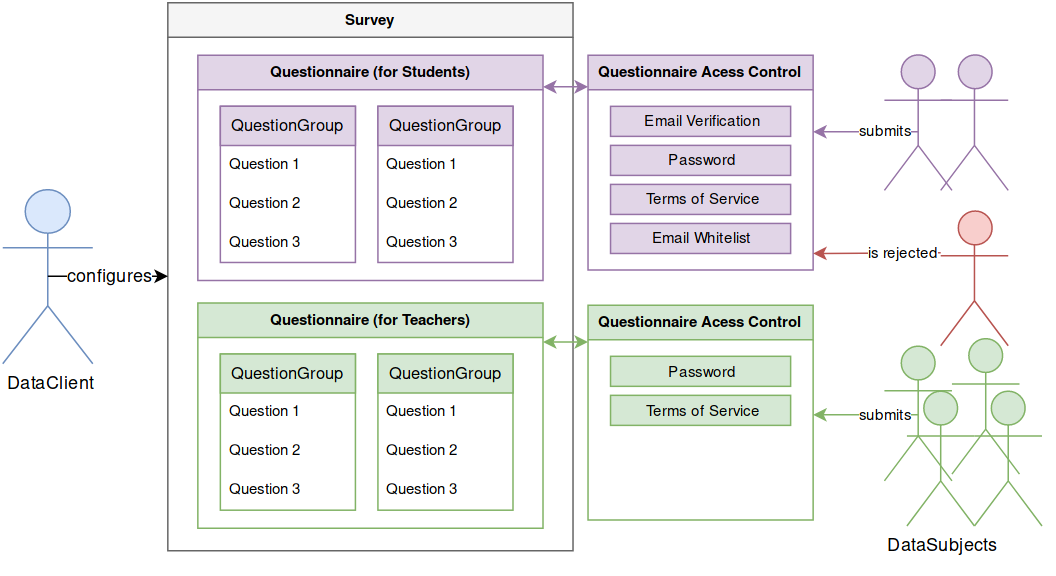 Survey
Questionnaire (for Students)
QuestionGroup
Question 1
Question 2
Question 3
QuestionGroup
Question 1
Question 2
Question 3
Questionnaire Acess Control
Email Verification
Password
Terms of Service
Email Whitelist
submits
is rejected
configures
DataClient
Questionnaire (for Teachers)
QuestionGroup
Question 1
Question 2
Question 3
QuestionGroup
Question 1
Question 2
Question 3
Questionnaire Acess Control
Password
Terms of Service
submits
DataSubjects